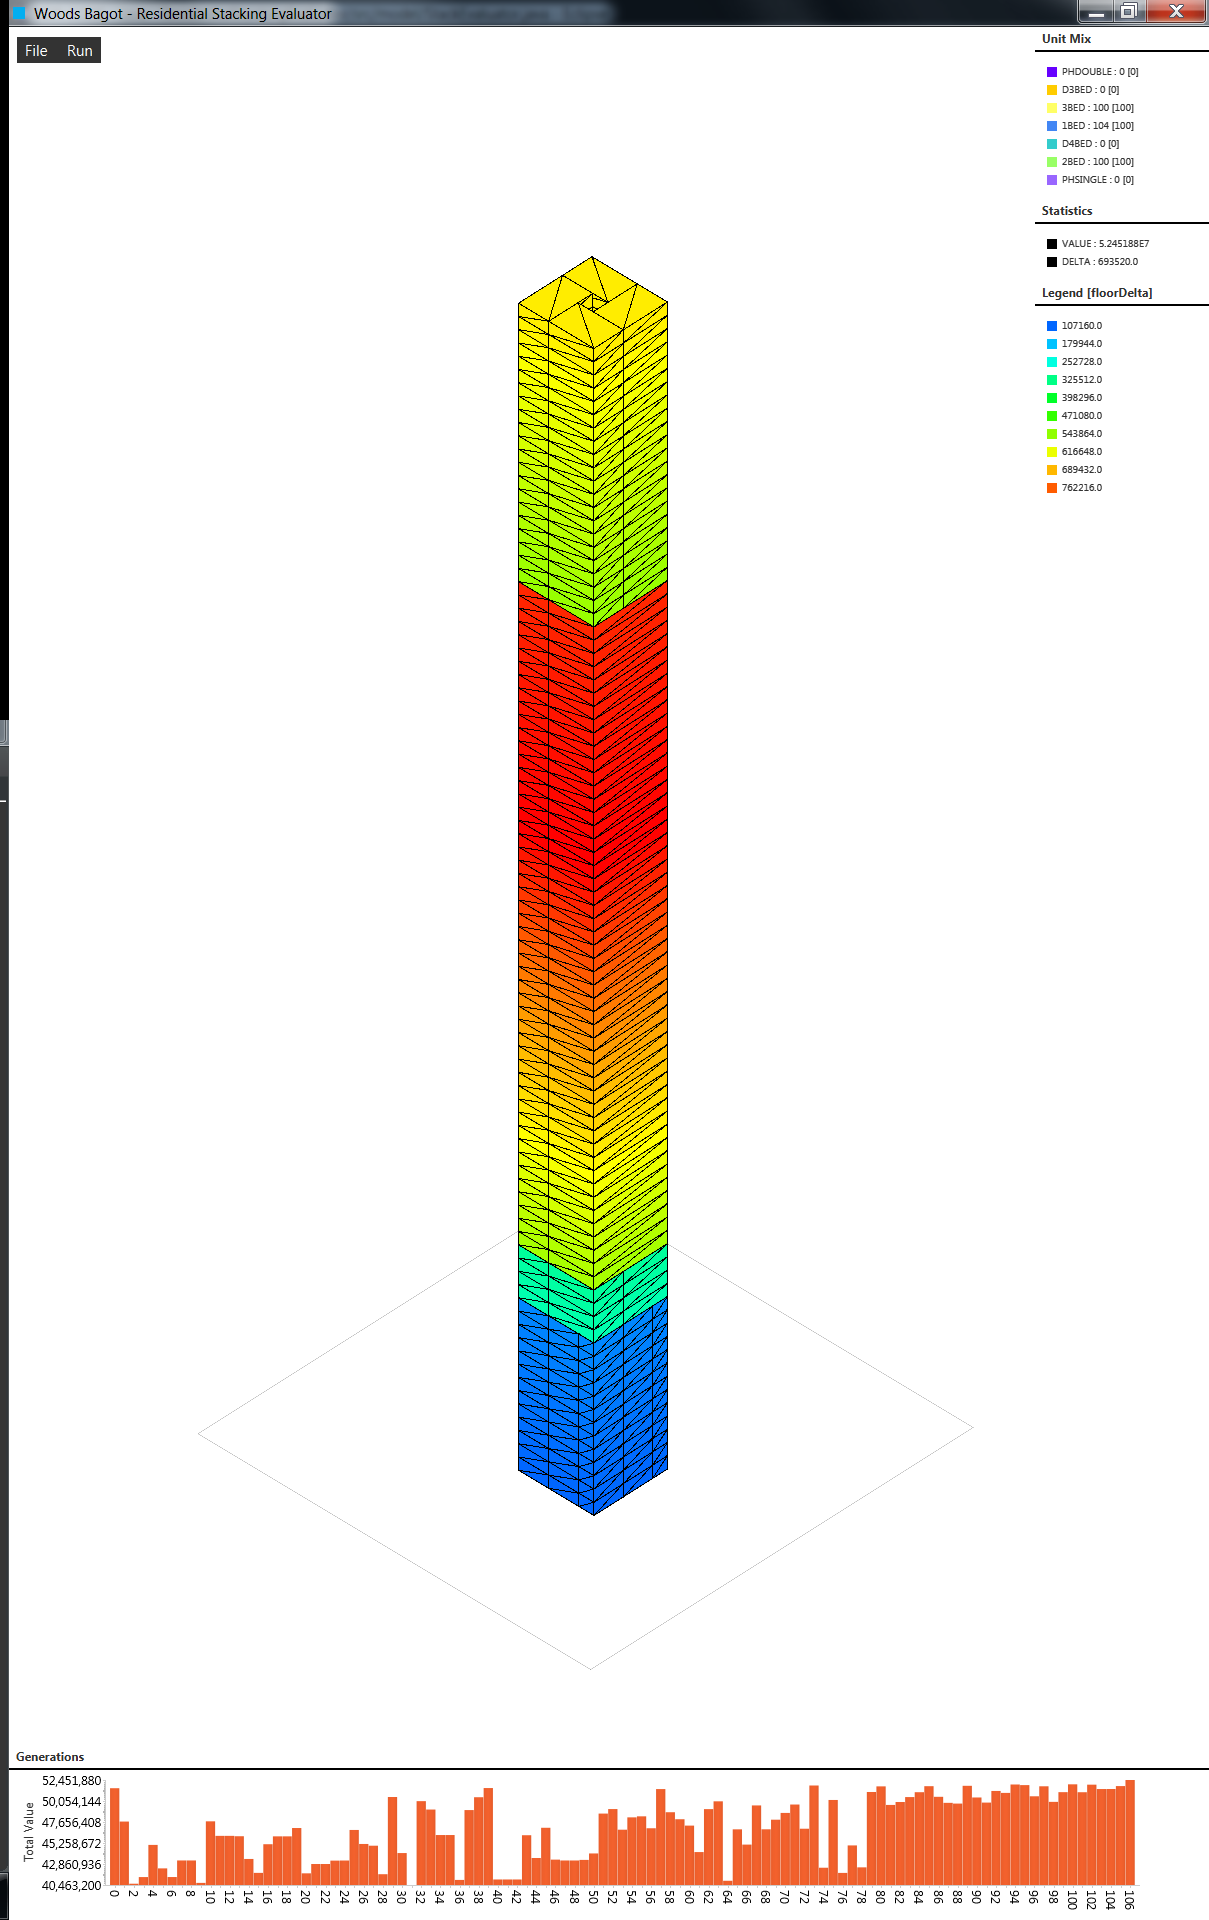 Woods Bagot - Residential Stacking Evaluator
File Run
Unit Mix
PHDOUBLE : 0 [0]
D3BED : 0 [0]
3BED : 100 [100]
1BED : 104 [100]
D4BED : 0 [0]
2BED : 100 [100]
PHSINGLE : 0 [0]
Statistics
VALUE : 5.245188E7
DELTA : 693520.0
Legend [floorDelta]
107160.0
179944.0
252728.0
325512.0
398296.0
471080.0
543864.0
616648.0
689432.0
762216.0
Generations
Total Value
52,451,880
50,054,144
47,656,408
45,258,672
42,860,936
40,463,200
0 2 4 6 8 10 12 14 16 18 20 22 24 26 28 30 32 34 36 38 40 42 44 46 48 50 52 54 56 58 60 62 64 66 68 70 72 74 76 78 80 82 84 86 88 90 92 94 96 98 100 102 104 106